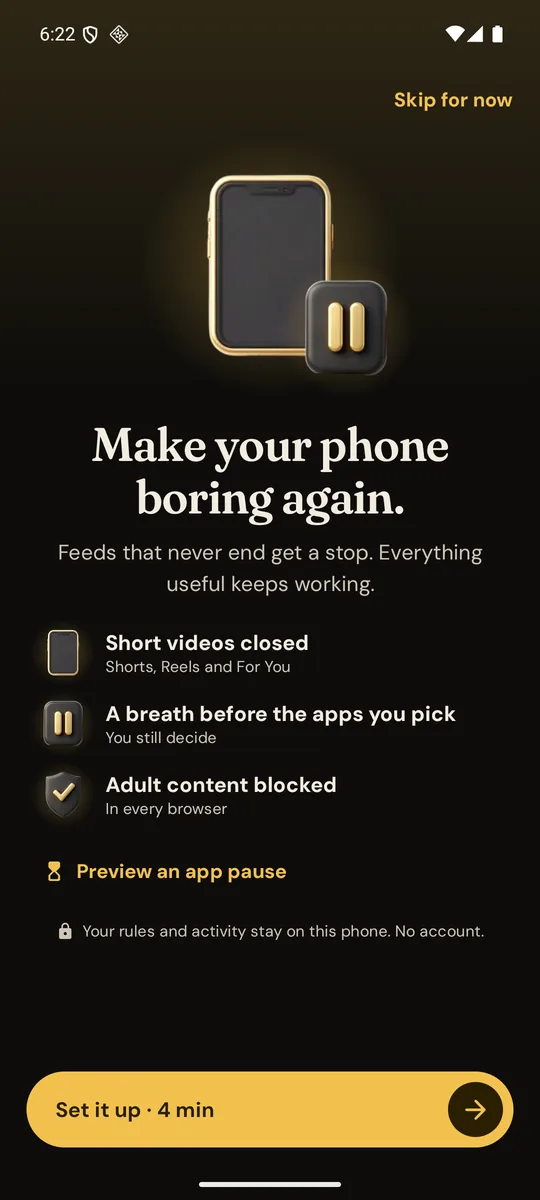 6:22
Skip for now
Make your phone
boring again.
Feeds that never end get a stop. Everything
useful keeps working.
Short videos closed
Shorts, Reels and For You
A breath before the apps you pick
You still decide
Adult content blocked
In every browser
Preview an app pause
Your rules and activity stay on this phone. No account.
Set it up · 4 min